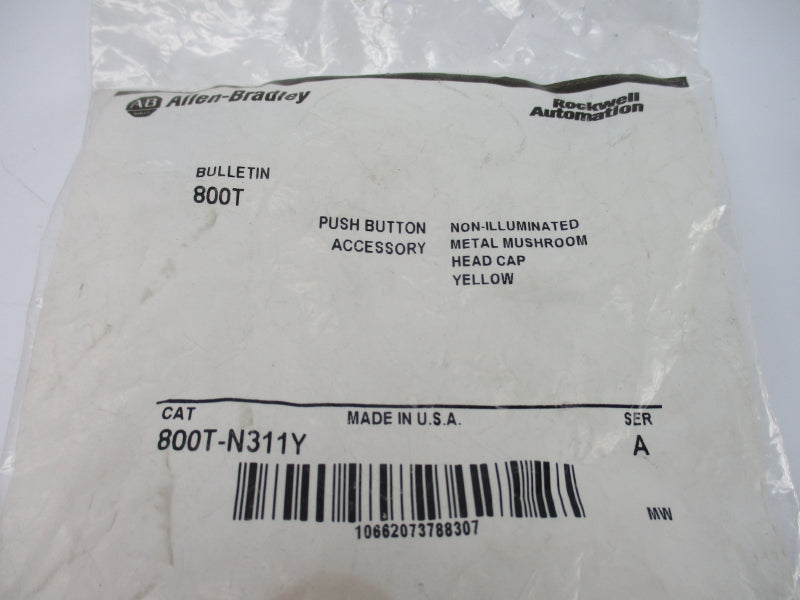 AB Allen-Bradley
Rockwell
Automation
BULLETIN
800T
PUSH BUTTON NON-ILLUMINATED
ACCESSORY METAL MUSHROOM
HEAD CAP
YELLOW
CAT MADE IN U.S.A. SER
800T-N311Y A
10662073788307
MW